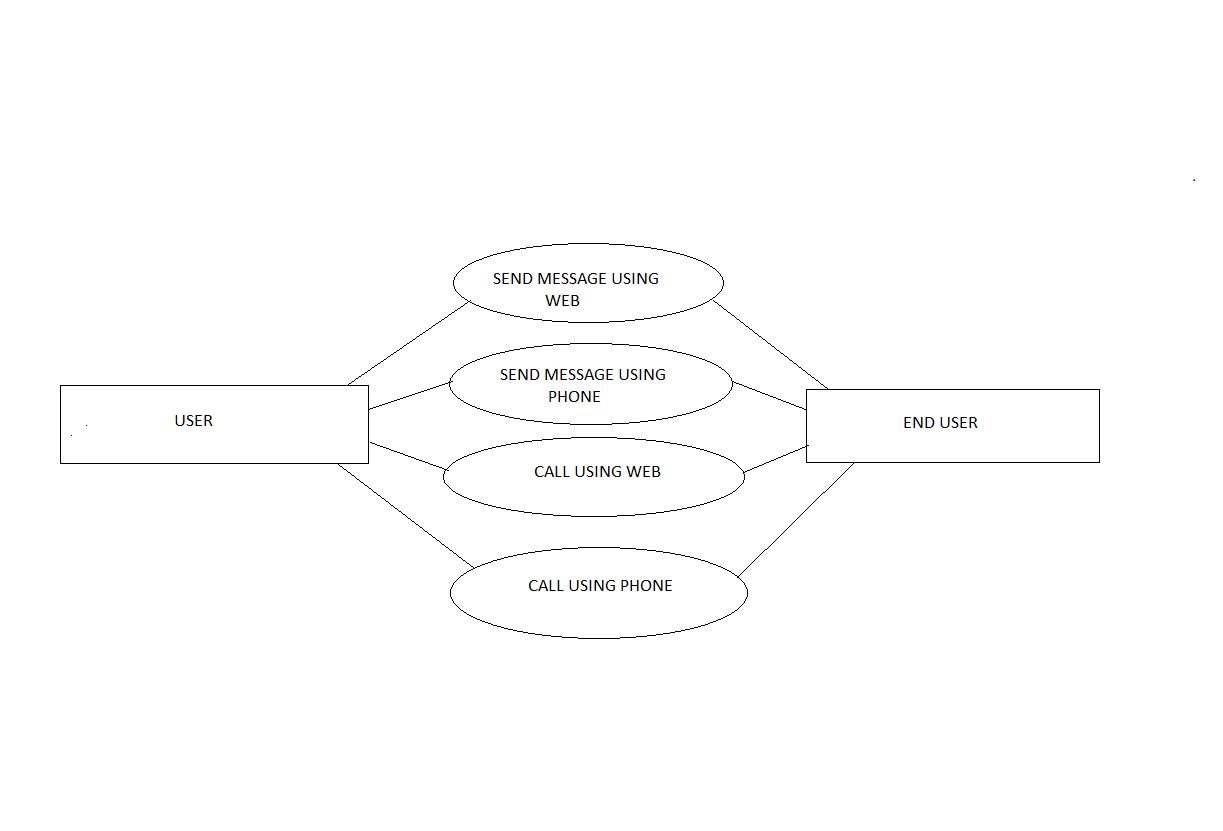 SEND MESSAGE USING
WEB
SEND MESSAGE USING
PHONE
USER
END USER
CALL USING WEB
CALL USING PHONE